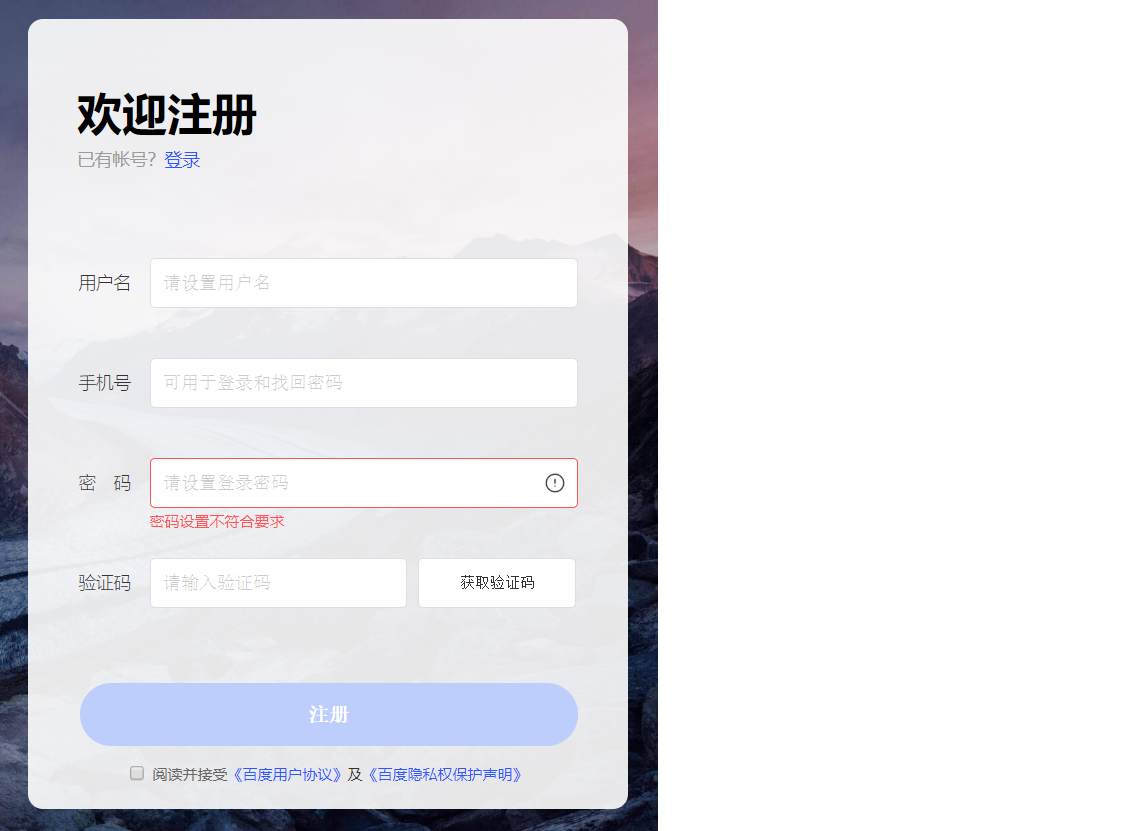 欢迎注册
已有帐号？登录
用户名 请设置用户名
手机号 可用于登录和找回密码
密 码 请设置登录密码
密码设置不符合要求
验证码 请输入验证码 获取验证码
注册
阅读并接受《百度用户协议》及《百度隐私权保护声明》